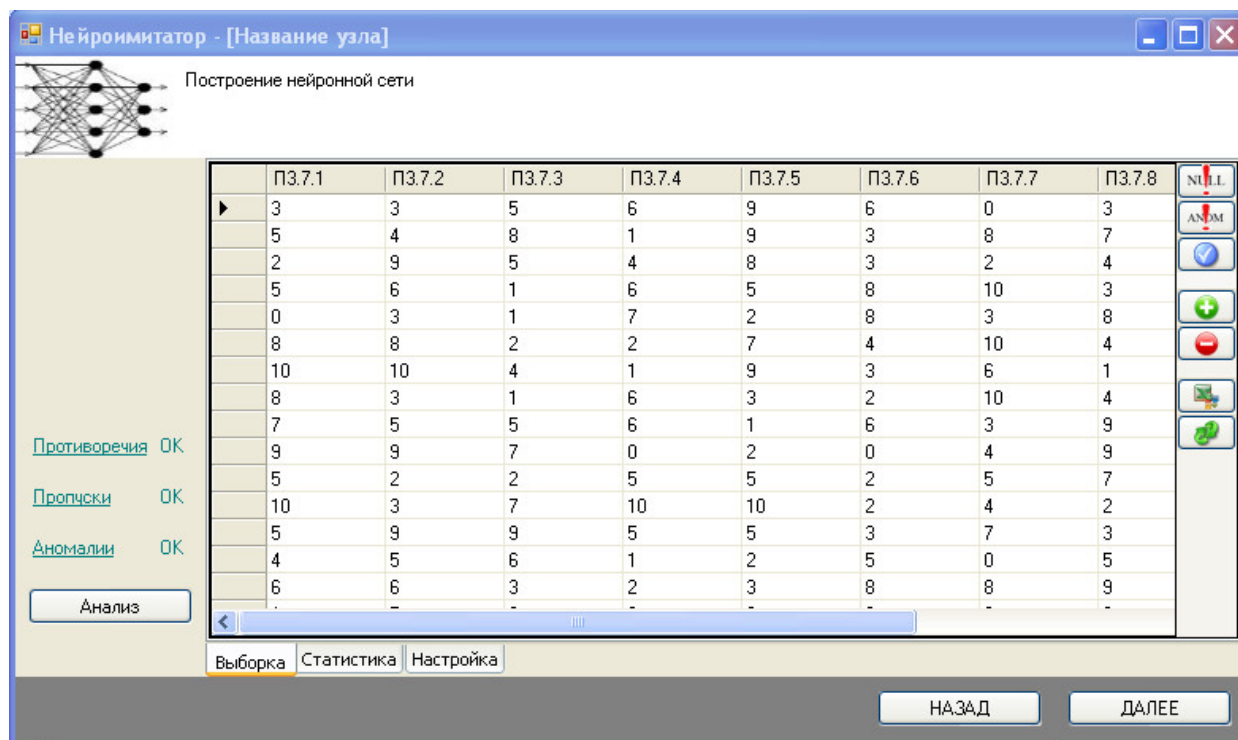 Нейроимитатор - [Название узла]
Построение нейронной сети
П3.7.1 П3.7.2 П3.7.3 П3.7.4 П3.7.5 П3.7.6 П3.7.7 П3.7.8
3 3 5 6 9 6 0 3
5 4 8 1 9 3 8 7
2 9 5 4 8 3 2 4
5 6 1 6 5 8 10 3
0 3 1 7 2 8 3 8
8 8 2 2 7 4 10 4
10 10 4 1 9 3 6 1
8 3 1 6 3 2 10 4
7 5 5 6 1 6 3 9
9 9 7 0 2 0 4 9
5 2 2 5 5 2 5 7
10 3 7 10 10 2 4 2
5 9 9 5 5 3 7 3
4 5 6 1 2 5 0 5
6 6 3 2 3 8 8 9
NULL
ANOM
Противоречия OK
Пропуски OK
Аномалии OK
Анализ
Выборка Статистика Настройка
НАЗАД ДАЛЕЕ